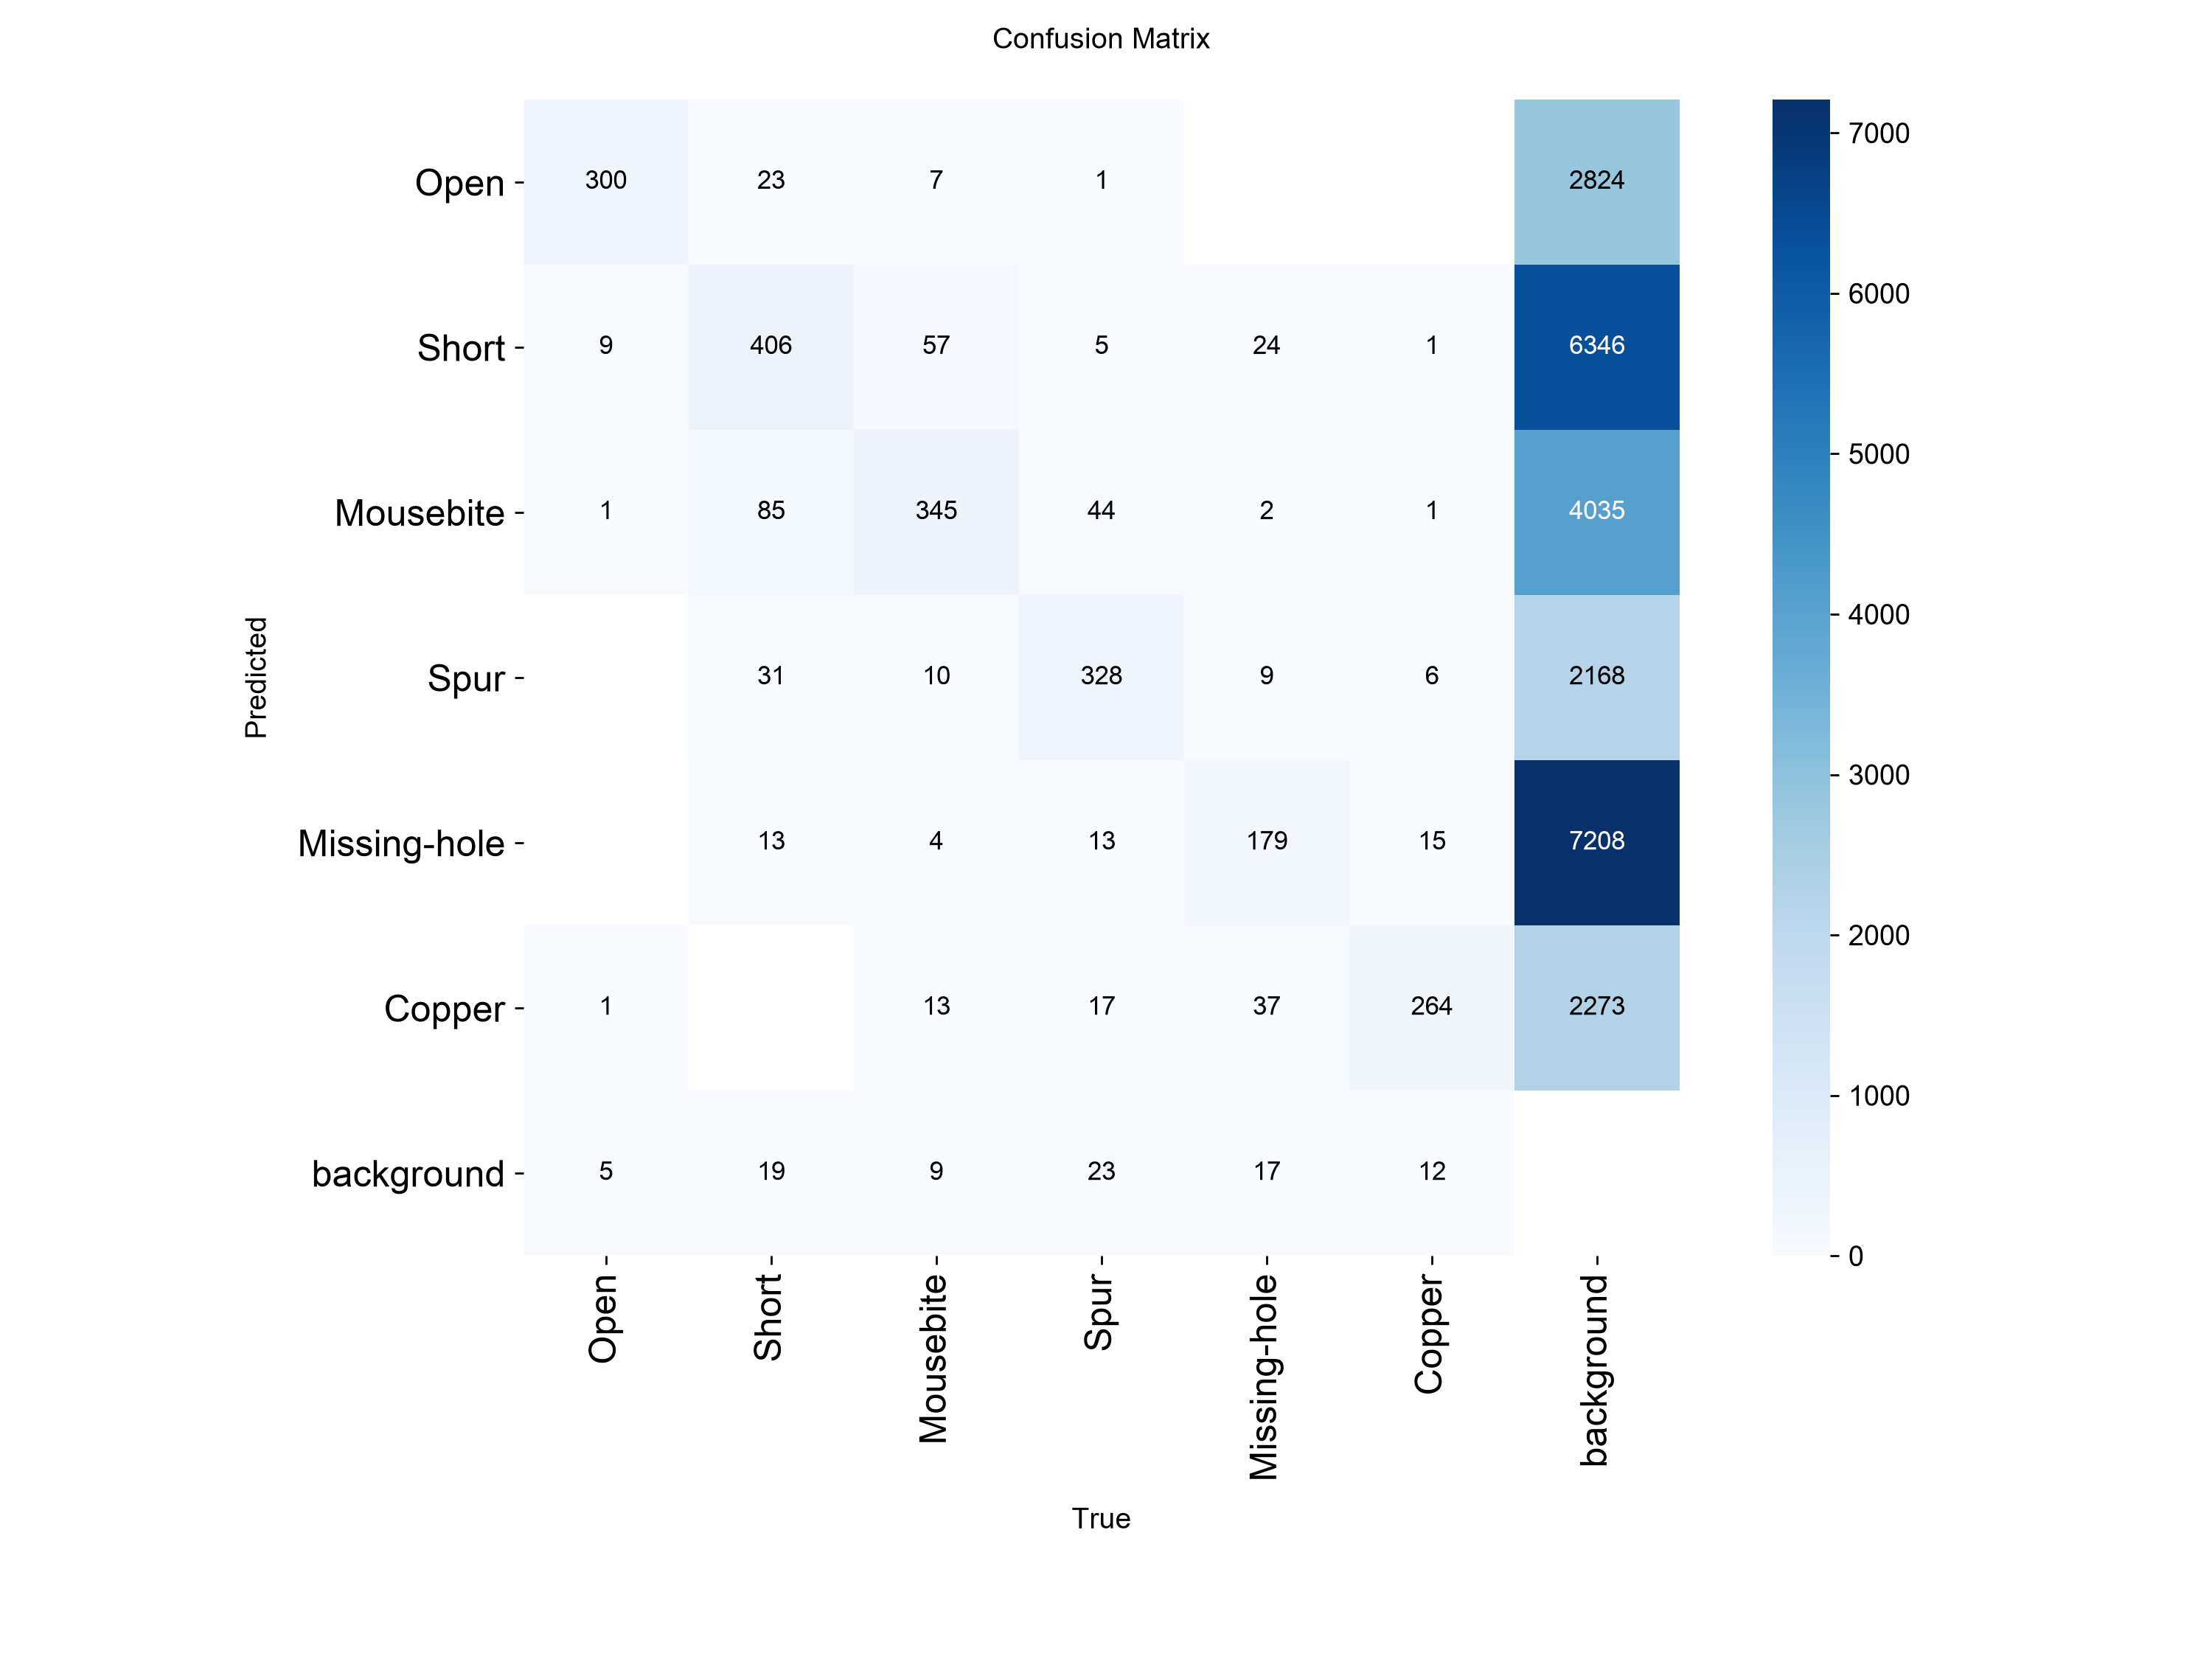 Confusion Matrix
Open 300 23 7 1 2824
Short 9 406 57 5 24 1 6346
Mousebite 1 85 345 44 2 1 4035
Spur 31 10 328 9 6 2168
Missing-hole 13 4 13 179 15 7208
Copper 1 13 17 37 264 2273
background 5 19 9 23 17 12
Predicted
Open Short Mousebite Spur Missing-hole Copper background
True
7000
6000
5000
4000
3000
2000
1000
0